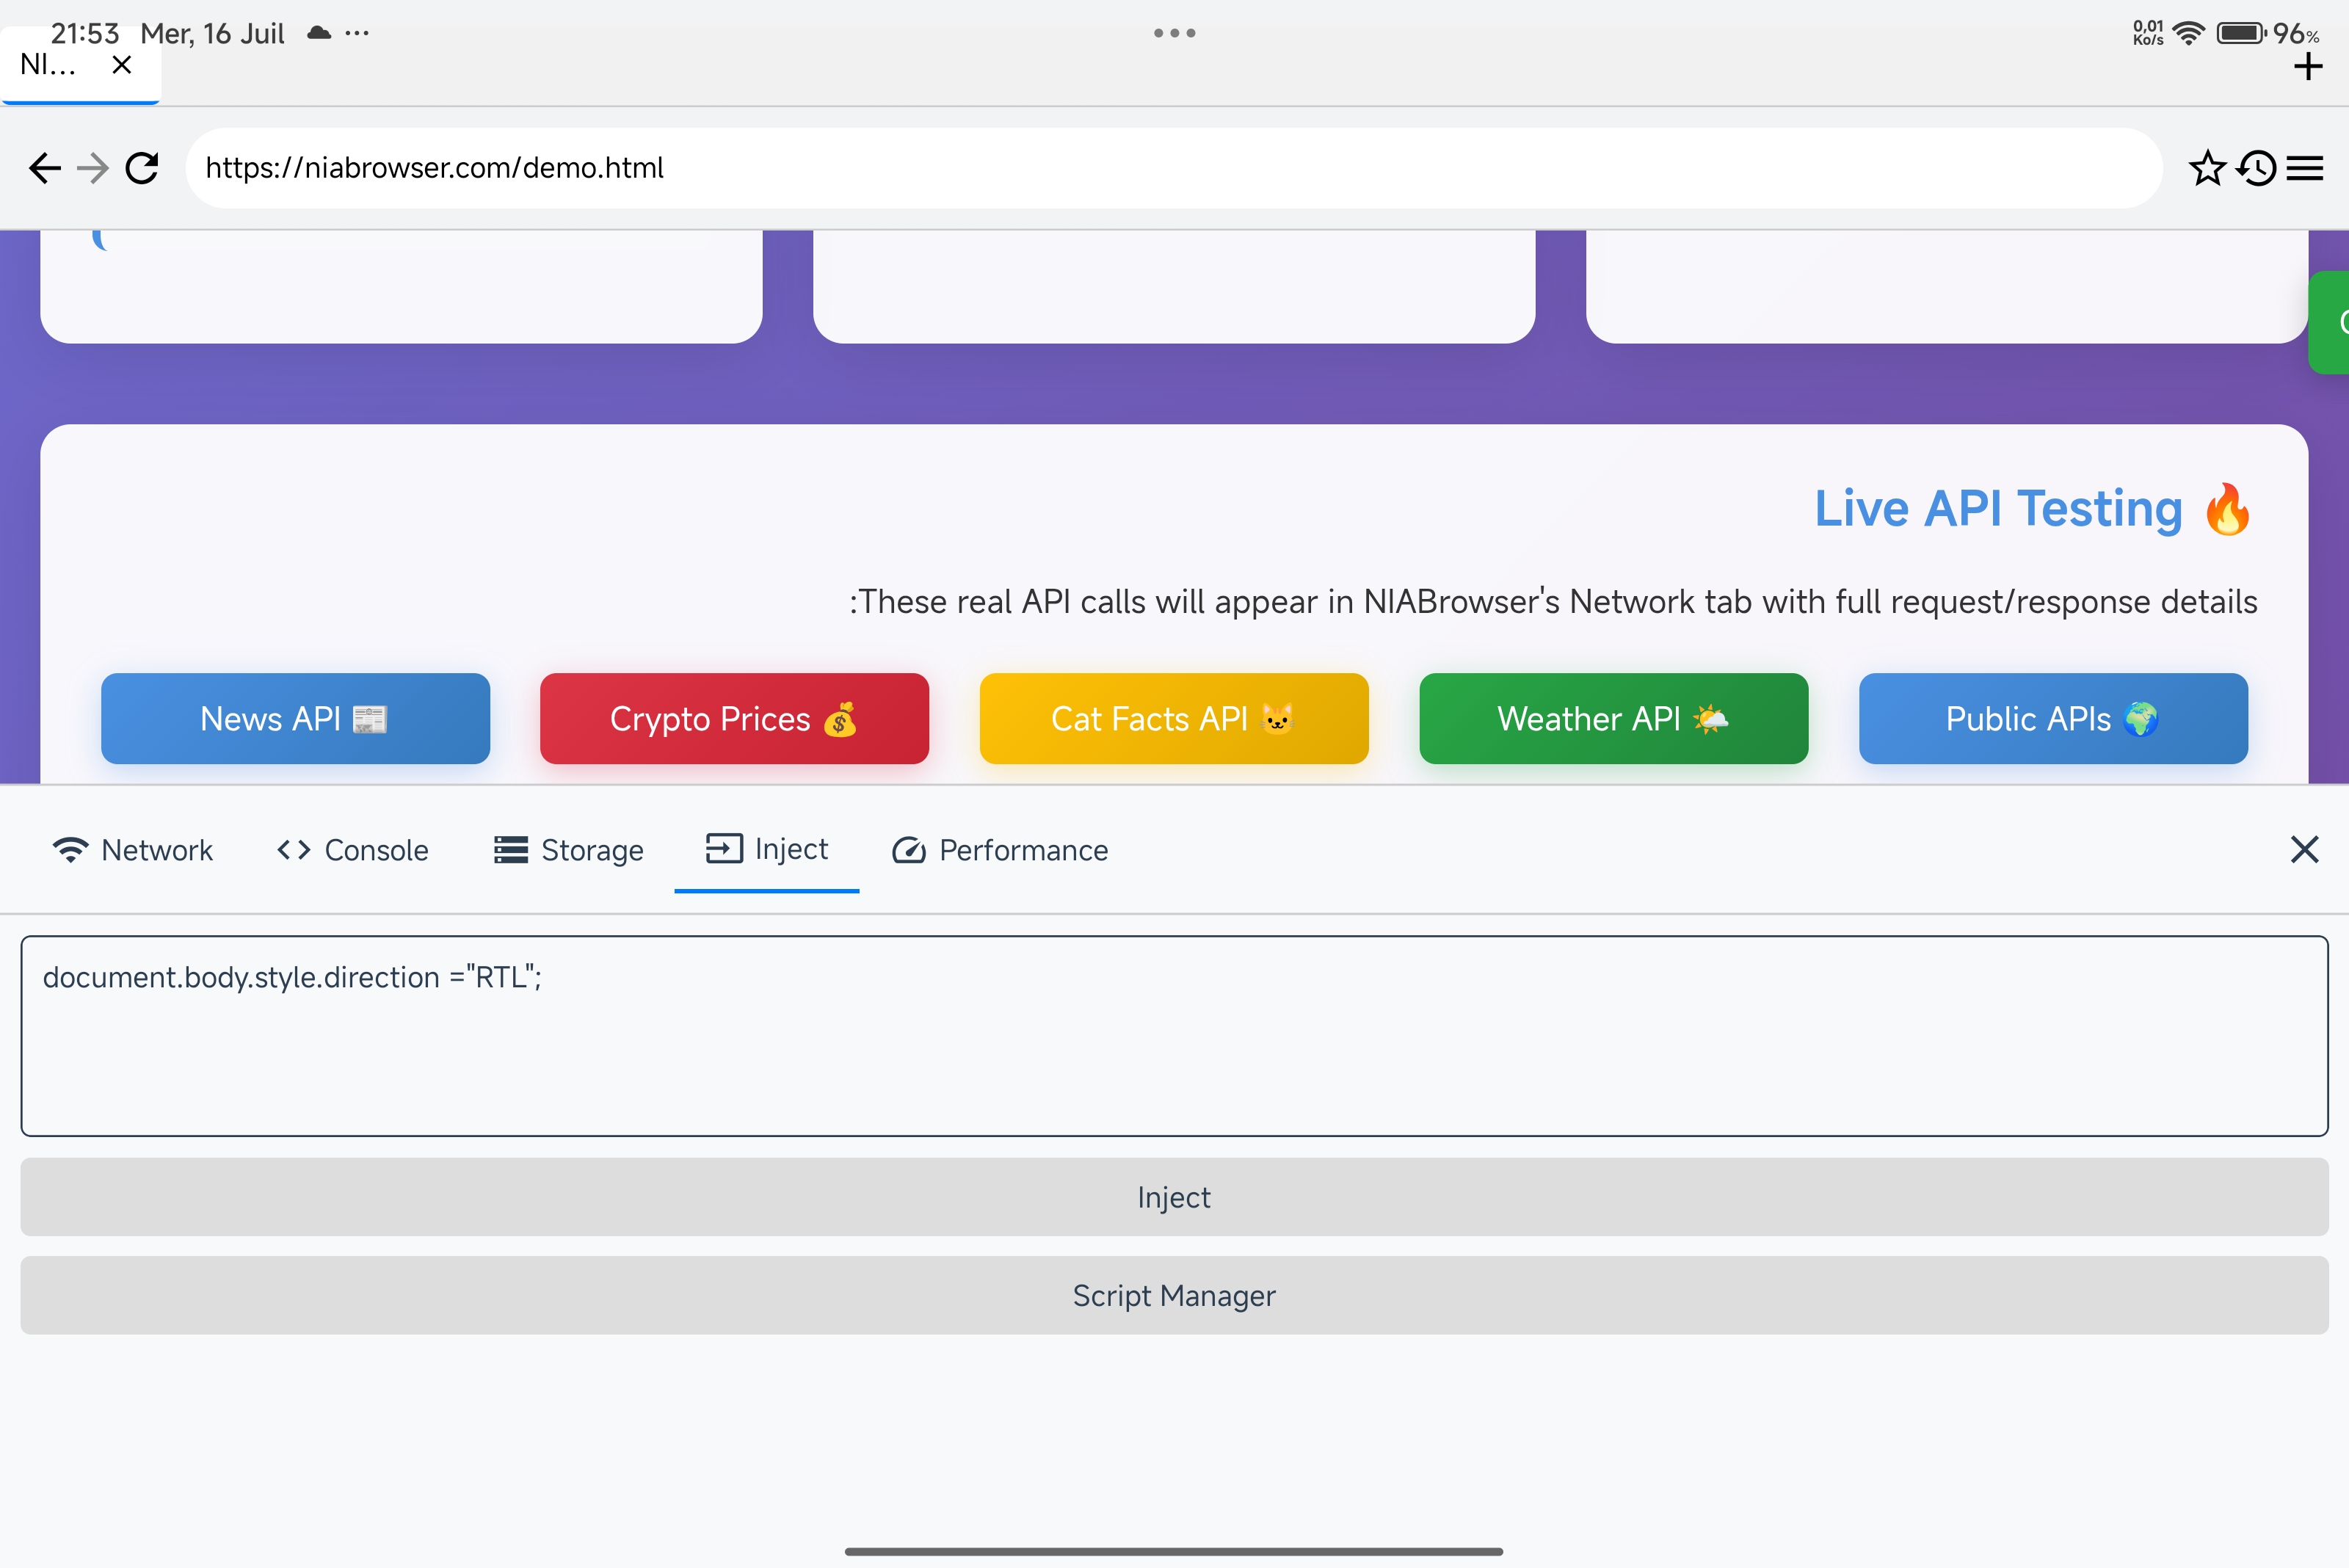 21:53 Mer, 16 Juil ...
0,01 Ko/s 96%
NI...
https://niabrowser.com/demo.html
Live API Testing 🔥
:These real API calls will appear in NIABrowser's Network tab with full request/response details
News API 📰 Crypto Prices 💰 Cat Facts API 🐱 Weather API 🌤️ Public APIs 🌍
Network Console Storage Inject Performance
document.body.style.direction ="RTL";
Inject
Script Manager